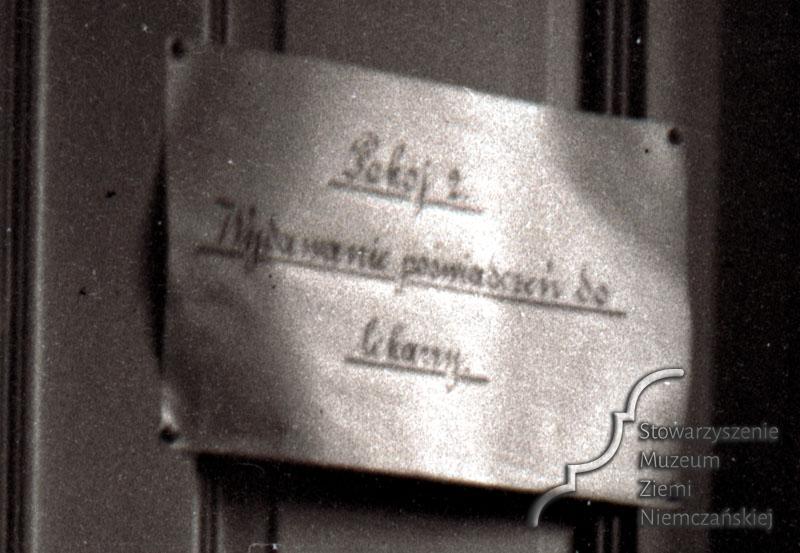 Pokój 2.
Wydawanie poświadczeń do
lekarzy.
Stowarzyszenie
Muzeum
Ziemi
Niemczańskiej